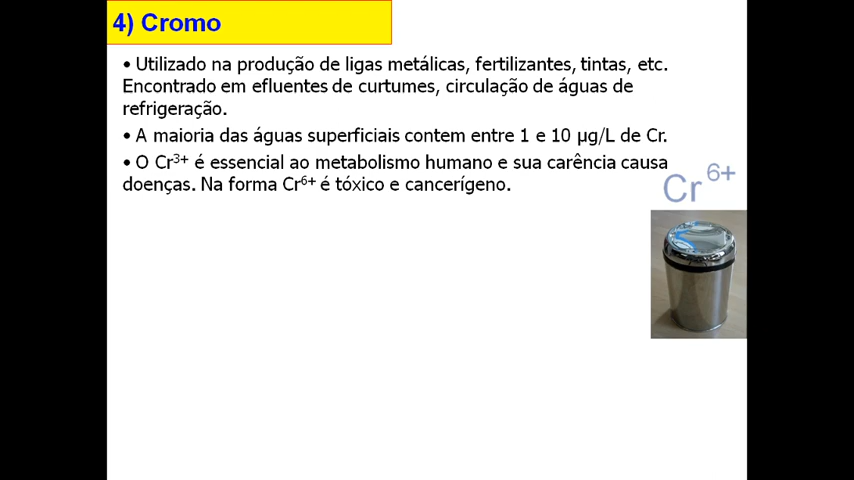 4) Cromo
• Utilizado na produção de ligas metálicas, fertilizantes, tintas, etc.
Encontrado em efluentes de curtumes, circulação de águas de
refrigeração.
• A maioria das águas superficiais contem entre 1 e 10 µg/L de Cr.
• O Cr³⁺ é essencial ao metabolismo humano e sua carência causa
doenças. Na forma Cr⁶⁺ é tóxico e cancerígeno.
Cr⁶⁺